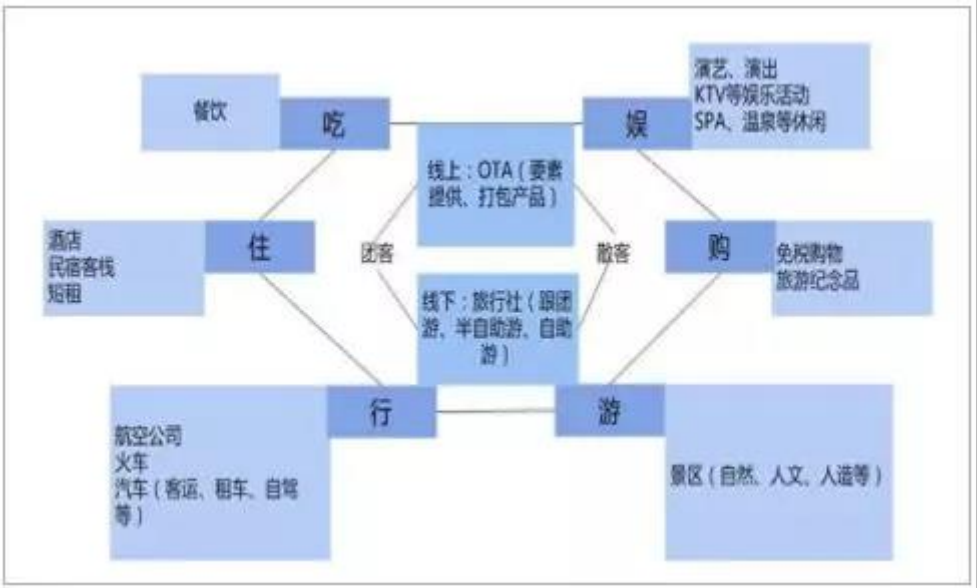 餐饮
吃
娱
演艺、演出
KTV等娱乐活动
SPA、温泉等休闲
线上：OTA（要素
提供、打包产品）
酒店
民宿客栈
短租
住
团客
散客
购
免税购物
旅游纪念品
线下：旅行社（跟团
游、半自助游、自助
游）
行
游
航空公司
火车
汽车（客运、租车、自驾
等）
景区（自然、人文、人造等）